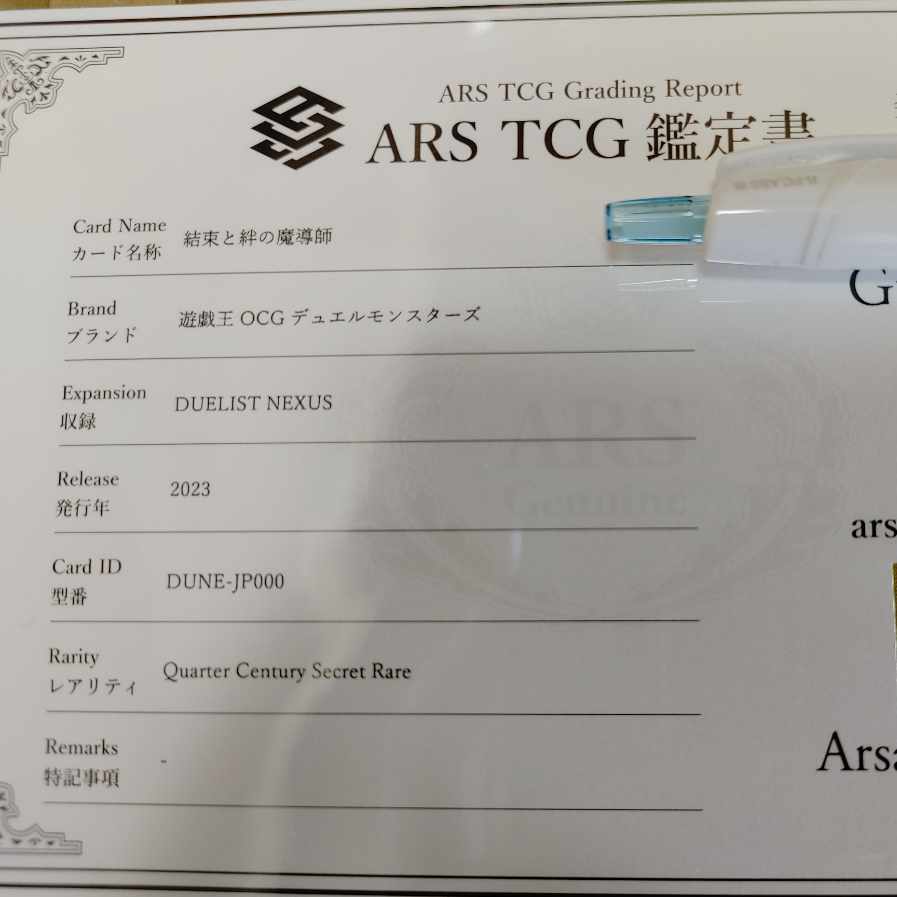 ARS TCG Grading Report
ARS TCG 鑑定書
Card Name
カード名称
結束と絆の魔導師
Brand
ブランド
遊戯王 OCG デュエルモンスターズ
Expansion
収録
DUELIST NEXUS
Release
発行年
2023
Card ID
型番
DUNE-JP000
Rarity
レアリティ
Quarter Century Secret Rare
Remarks
特記事項
-
ARS
Genuine
G
ars
Arsa